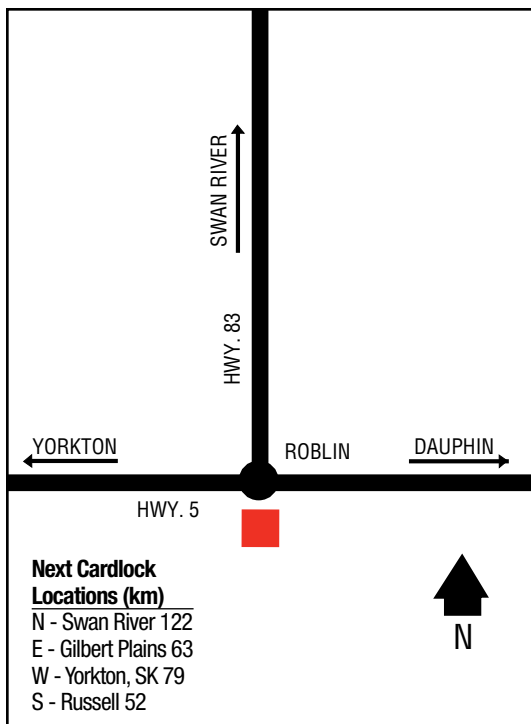 SWAN RIVER
HWY. 83
YORKTON
ROBLIN
DAUPHIN
HWY. 5
Next Cardlock
Locations (km)
N - Swan River 122
E - Gilbert Plains 63
W - Yorkton, SK 79
S - Russell 52
N